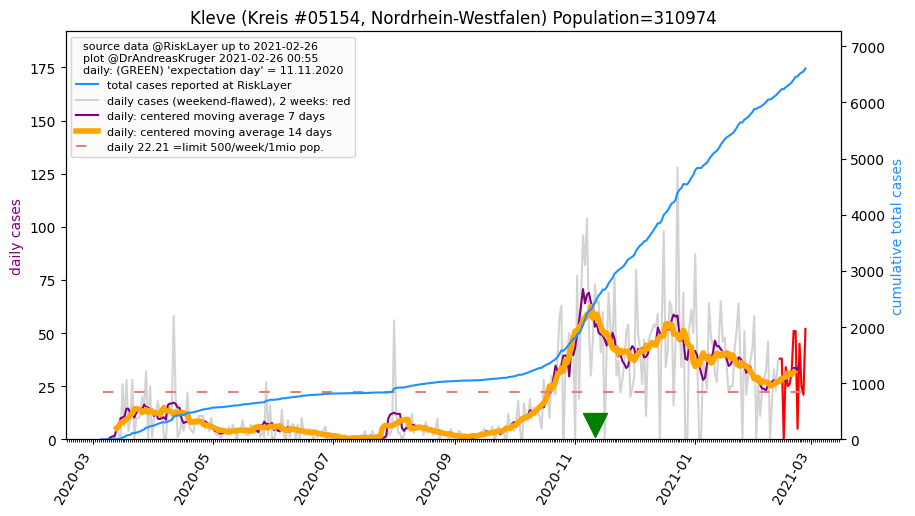 Kleve (Kreis #05154, Nordrhein-Westfalen) Population=310974
source data @RiskLayer up to 2021-02-26
plot @DrAndreasKruger 2021-02-26 00:55
daily: (GREEN) 'expectation day' = 11.11.2020
total cases reported at RiskLayer
daily cases (weekend-flawed), 2 weeks: red
daily: centered moving average 7 days
daily: centered moving average 14 days
daily 22.21 =limit 500/week/1mio pop.
daily cases
175
150
125
100
75
50
25
0
7000
6000
5000
4000
3000
2000
1000
0
cumulative total cases
2020-03
2020-05
2020-07
2020-09
2020-11
2021-01
2021-03